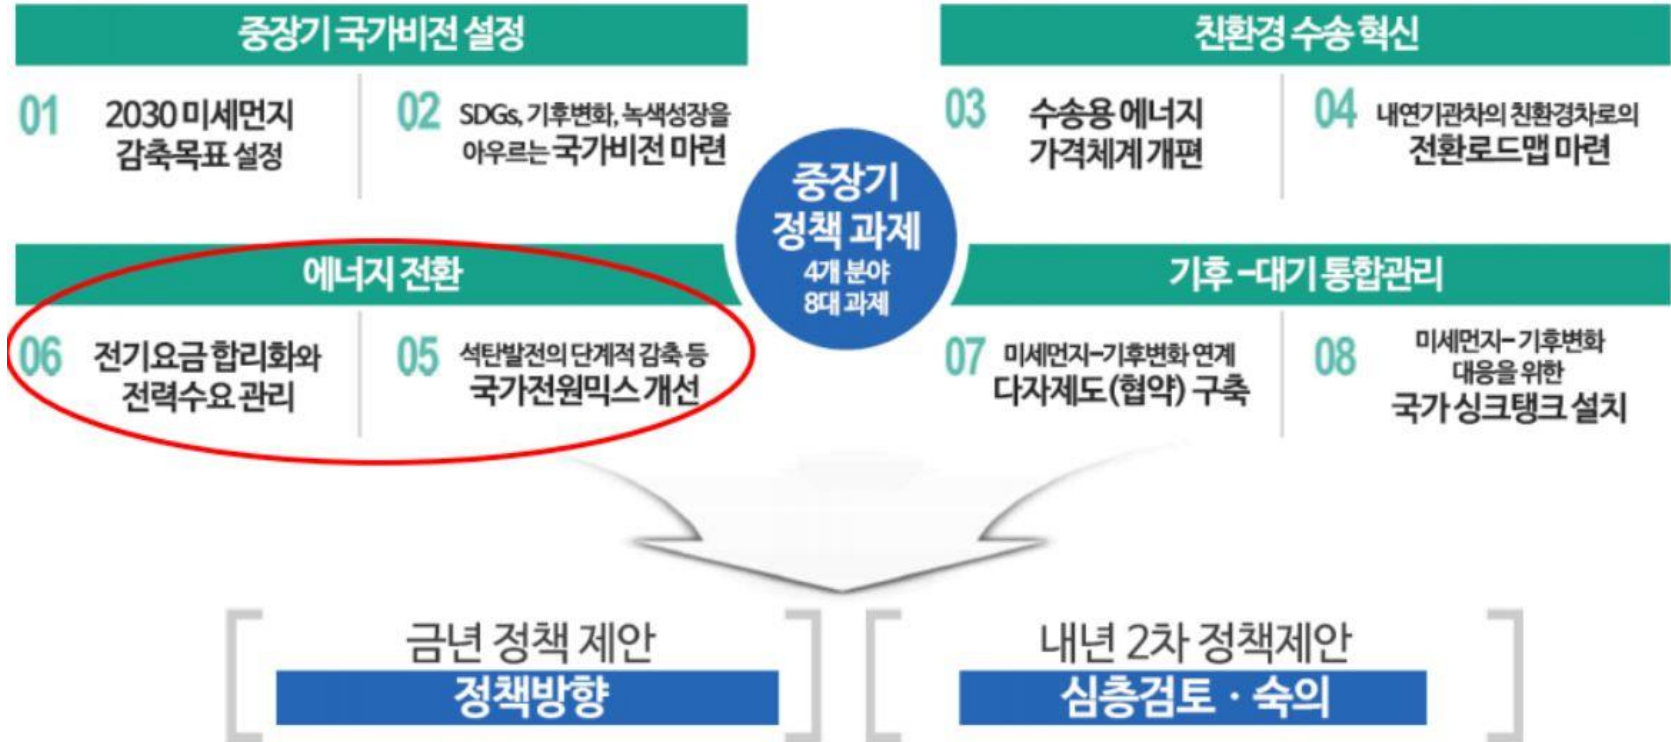 중장기 국가비전 설정
01
2030 미세먼지
감축목표 설정
02
SDGs, 기후변화, 녹색성장을
아우르는 국가비전 마련
친환경 수송 혁신
03
수송용 에너지
가격체계 개편
04
내연기관차의 친환경차로의
전환로드맵 마련
중장기
정책 과제
4개 분야
8대 과제
에너지 전환
06
전기요금 합리화와
전력수요 관리
05
석탄발전의 단계적 감축 등
국가전원믹스 개선
기후-대기 통합관리
07
미세먼지-기후변화 연계
다자제도(협약) 구축
08
미세먼지- 기후변화
대응을 위한
국가 싱크탱크 설치
금년 정책 제안
정책방향
내년 2차 정책제안
심층검토 · 숙의